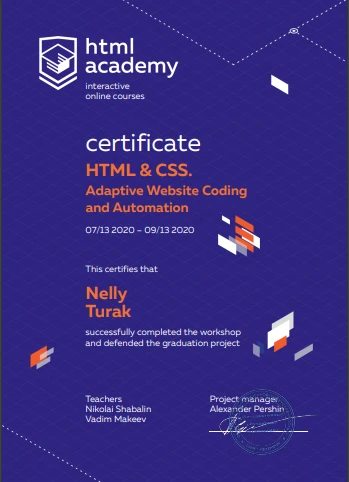 html
academy
interactive
online courses
certificate
HTML & CSS.
Adaptive Website Coding
and Automation
07/13 2020 – 09/13 2020
This certifies that
Nelly
Turak
successfully completed the workshop
and defended the graduation project
Teachers
Nikolai Shabalin
Vadim Makeev
Project manager
Alexander Pershin